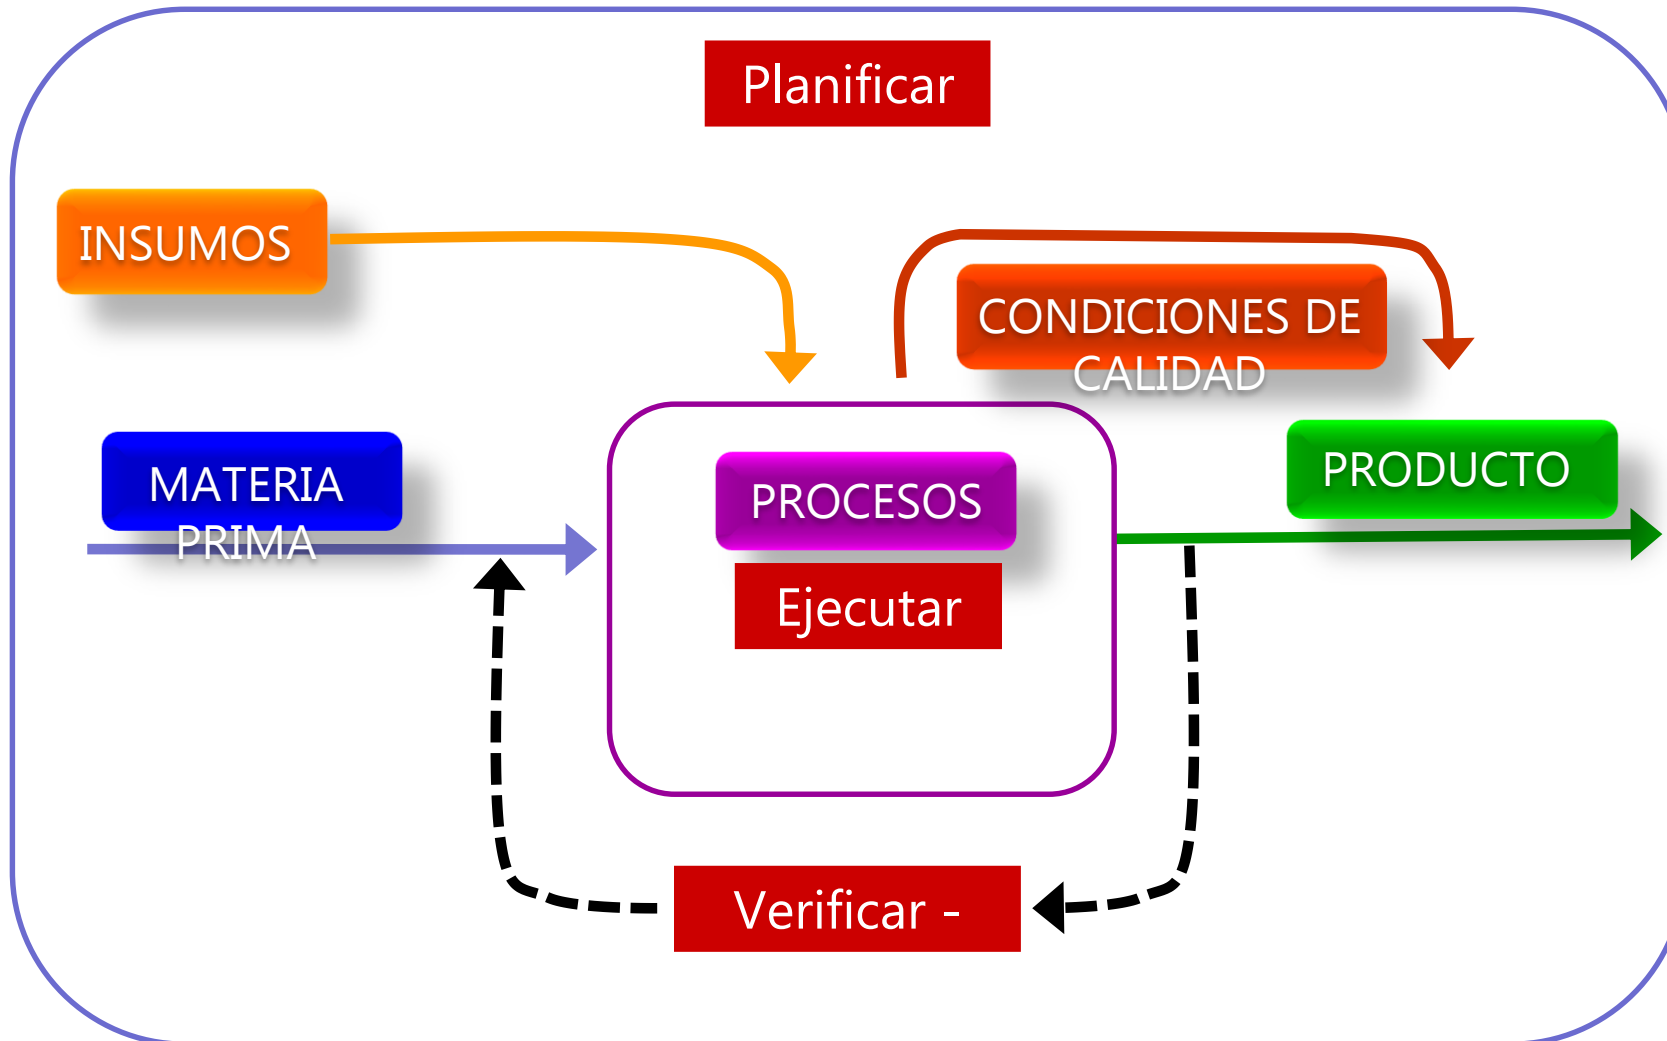 Planificar
INSUMOS
CONDICIONES DE
CALIDAD
MATERIA
PRIMA
PROCESOS
PRODUCTO
Ejecutar
Verificar -